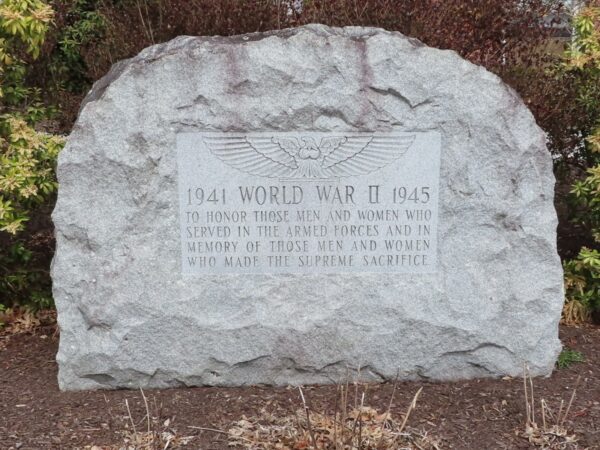 1941 WORLD WAR II 1945
TO HONOR THOSE MEN AND WOMEN WHO
SERVED IN THE ARMED FORCES AND IN
MEMORY OF THOSE MEN AND WOMEN
WHO MADE THE SUPREME SACRIFICE